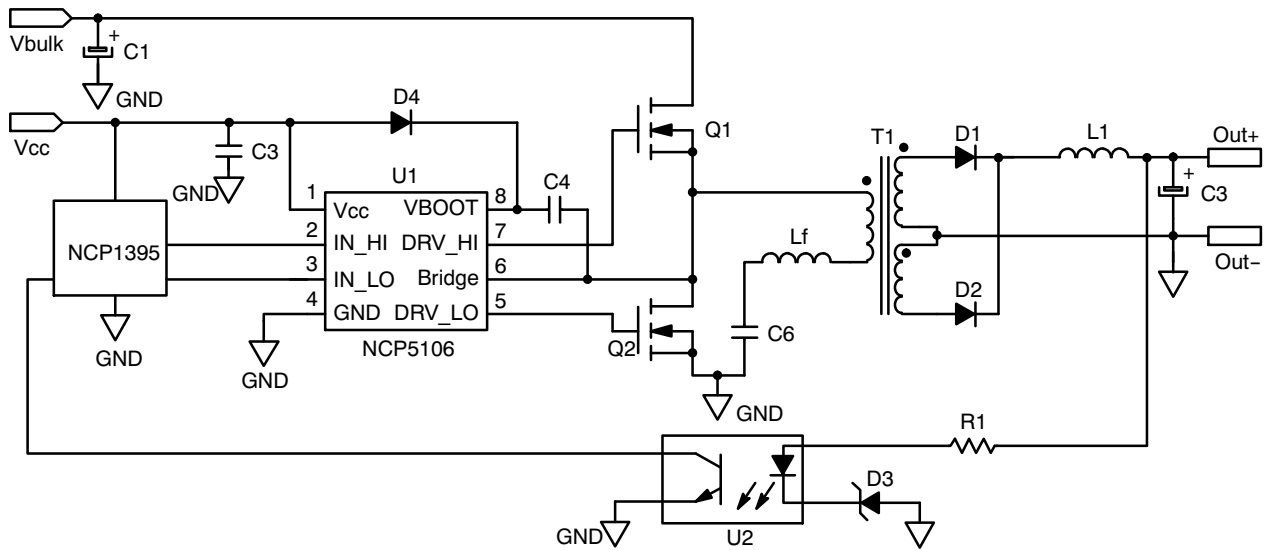 Vbulk
+
C1
GND
Vcc
C3
GND
D4
U1
C4
Q1
T1
D1
L1
Out+
NCP1395
1 Vcc VBOOT 8
2 IN_HI DRV_HI 7
3 IN_LO Bridge 6
4 GND DRV_LO 5
NCP5106
GND
GND
Lf
C6
Q2
GND
+
C3
Out−
D2
R1
D3
U2
GND